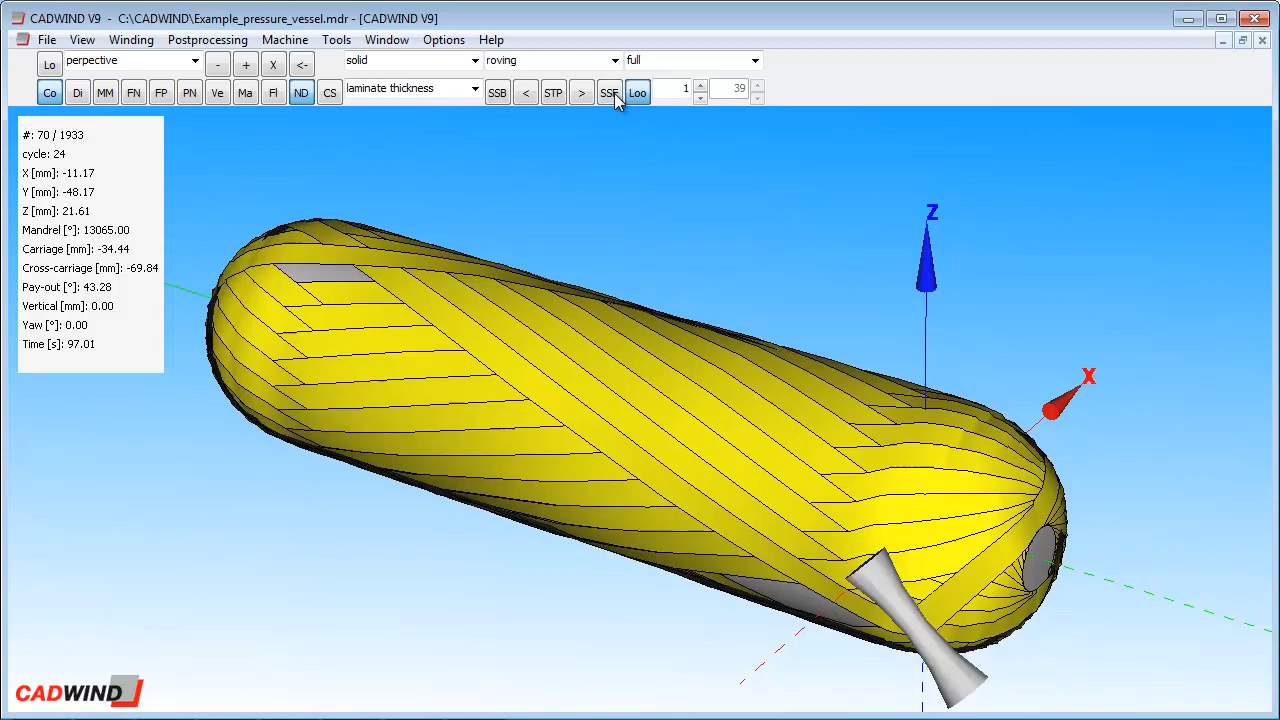 CADWIND V9 - C:\CADWIND\Example_pressure_vessel.mdr - [CADWIND V9]
File View Winding Postprocessing Machine Tools Window Options Help
Lo perpective - + X <- solid roving full
Co Di MM FN FP PN Ve Ma Fl ND CS laminate thickness SSB < STP > SSF Loo 1 39
#: 70 / 1933
cycle: 24
X [mm]: -11.17
Y [mm]: -48.17
Z [mm]: 21.61
Mandrel [°]: 13065.00
Carriage [mm]: -34.44
Cross-carriage [mm]: -69.84
Pay-out [°]: 43.28
Vertical [mm]: 0.00
Yaw [°]: 0.00
Time [s]: 97.01
Z
X
CADWIND